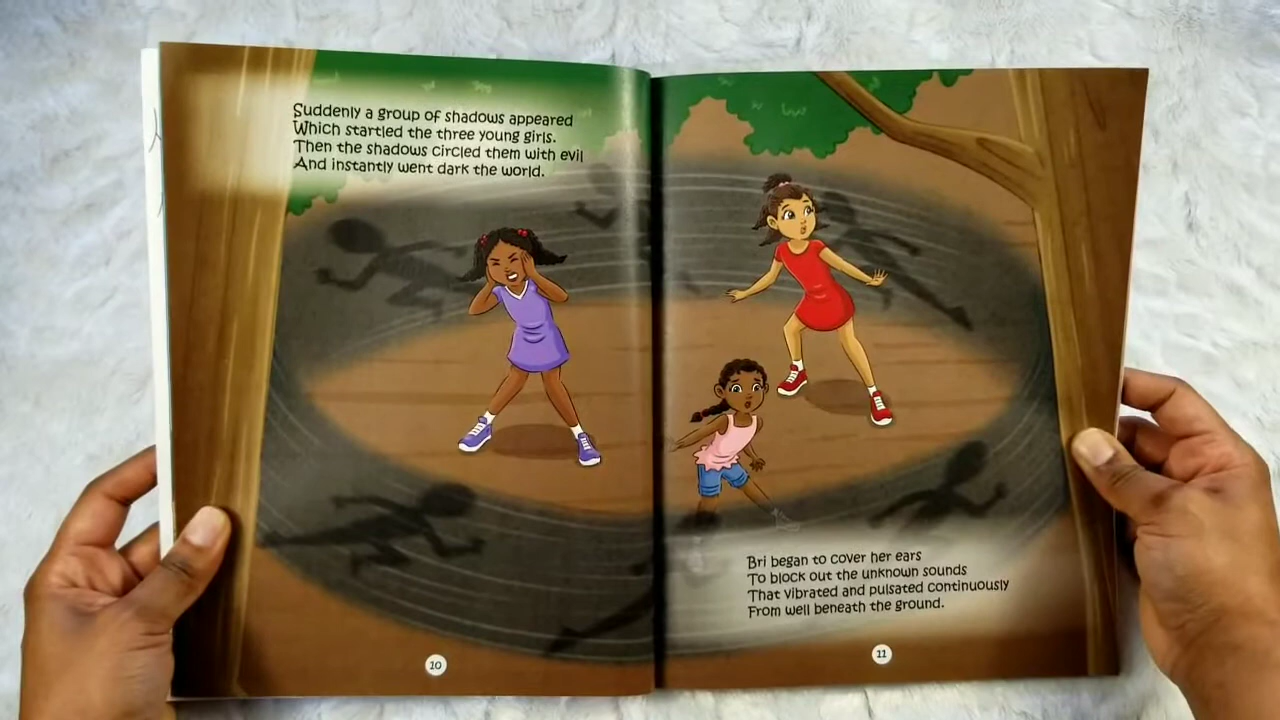 Suddenly a group of shadows appeared
Which startled the three young girls.
Then the shadows circled them with evil
And instantly went dark the world.
10
Bri began to cover her ears
To block out the unknown sounds
That vibrated and pulsated continuously
From well beneath the ground.
11